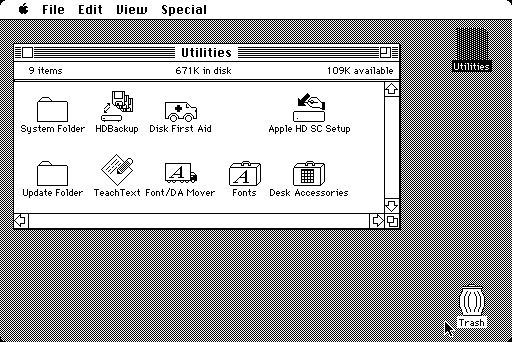 File Edit View Special
Utilities
9 items 671K in disk 109K available
System Folder HDBackup Disk First Aid Apple HD SC Setup
Update Folder TeachText Font/DA Mover Fonts Desk Accessories
Utilities
Trash